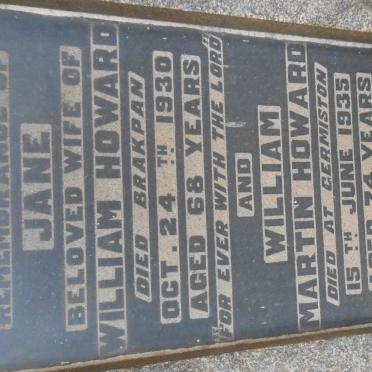 REMEMBRANCE OF
JANE
BELOVED WIFE OF
WILLIAM HOWARD
DIED BRAKPAN
OCT. 24TH 1930
AGED 68 YEARS
"FOR EVER WITH THE LORD"
AND
WILLIAM
MARTIN HOWARD
DIED AT GERMISTON
15TH JUNE 1935
AGED 74 YEARS